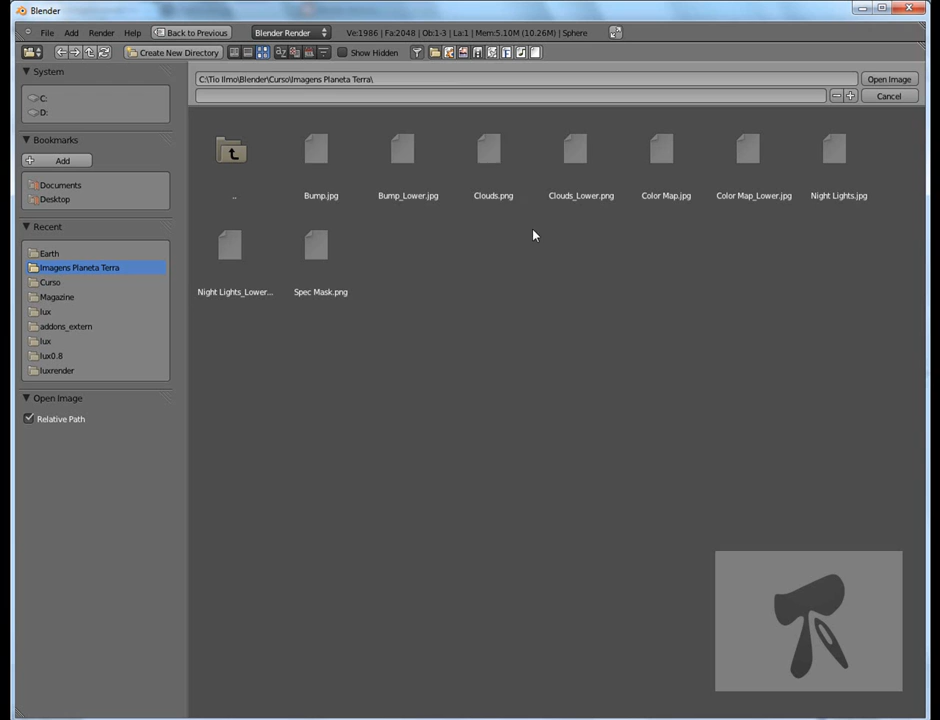 Blender
File Add Render Help Back to Previous Blender Render Ve:1986 | Fa:2048 | Ob:1-3 | La:1 | Mem:5.10M (10.26M) | Sphere
Create New Directory Show Hidden
System
C:\Tio Ilmo\Blender\Curso\Imagens Planeta Terra\ Open Image
Cancel
C:
D:
Bookmarks
Add
Documents
Desktop
.. Bump.jpg Bump_Lower.jpg Clouds.png Clouds_Lower.png Color Map.jpg Color Map_Lower.jpg Night Lights.jpg
Recent
Earth
Imagens Planeta Terra
Curso
Magazine
lux
addons_extern
lux
lux0.8
luxrender
Night Lights_Lower... Spec Mask.png
Open Image
Relative Path